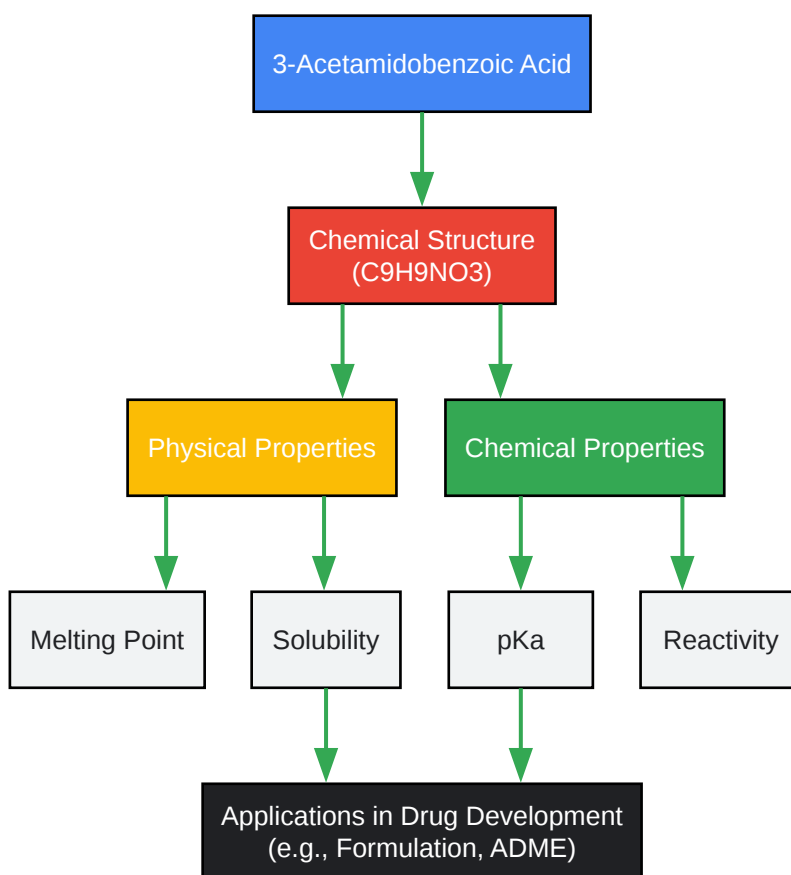 3-Acetamidobenzoic Acid
Chemical Structure
(C9H9NO3)
Physical Properties
Chemical Properties
Melting Point
Solubility
pKa
Reactivity
Applications in Drug Development
(e.g., Formulation, ADME)